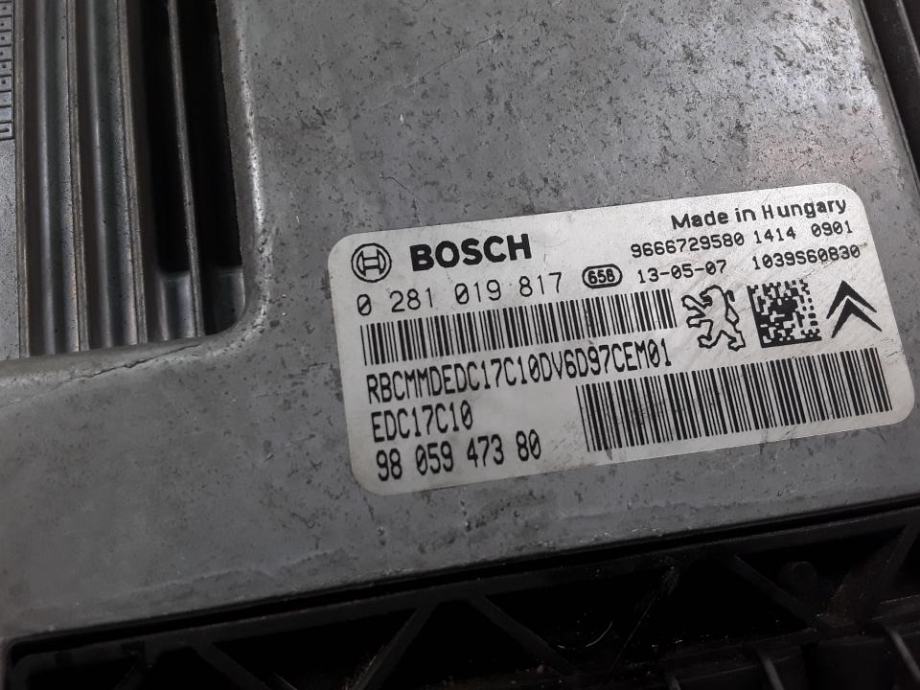 BOSCH
Made in Hungary
9666729580 1414 0901
0 281 019 817 65B 13-05-07 1039S60830
RBCMMDEDC17C10DV6D97CEM01
EDC17C10
98 059 473 80